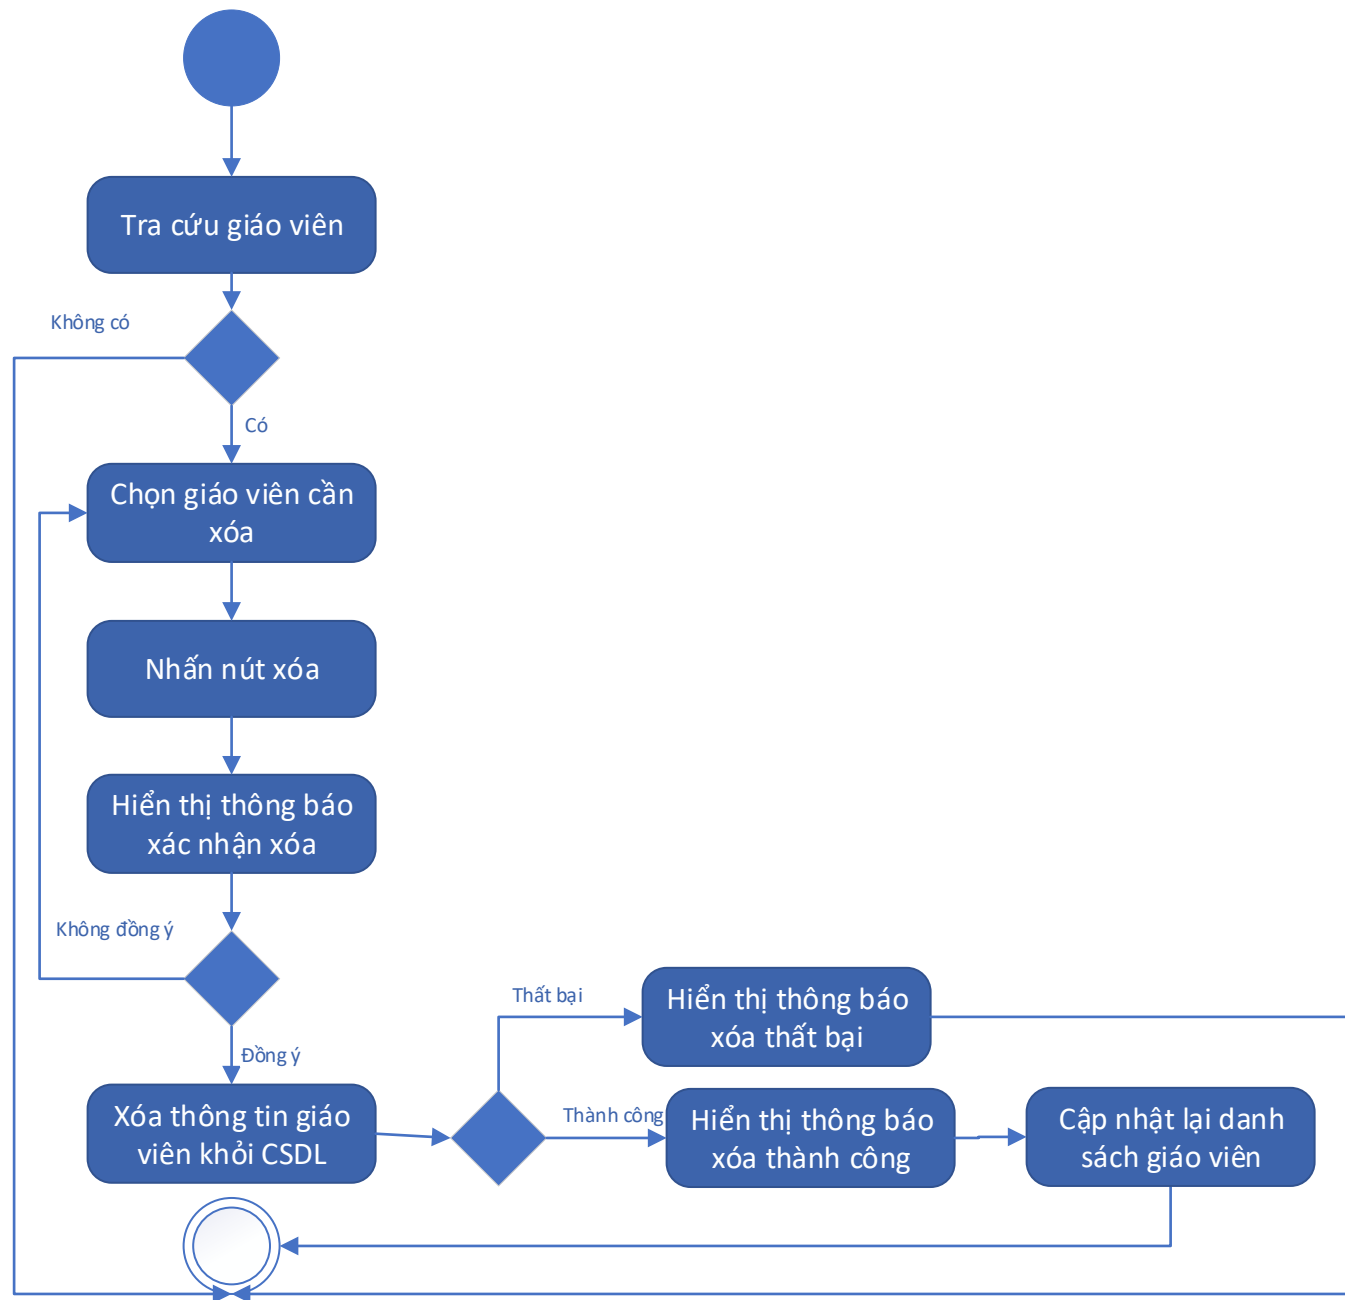 Tra cứu giáo viên
Không có
Có
Chọn giáo viên cần
xóa
Nhấn nút xóa
Hiển thị thông báo
xác nhận xóa
Không đồng ý
Đồng ý
Xóa thông tin giáo
viên khỏi CSDL
Thất bại
Hiển thị thông báo
xóa thất bại
Thành công
Hiển thị thông báo
xóa thành công
Cập nhật lại danh
sách giáo viên